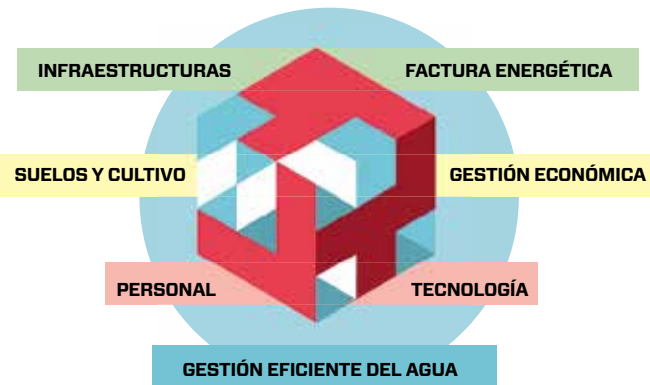 INFRAESTRUCTURAS FACTURA ENERGÉTICA
SUELOS Y CULTIVO GESTIÓN ECONÓMICA
PERSONAL TECNOLOGÍA
GESTIÓN EFICIENTE DEL AGUA